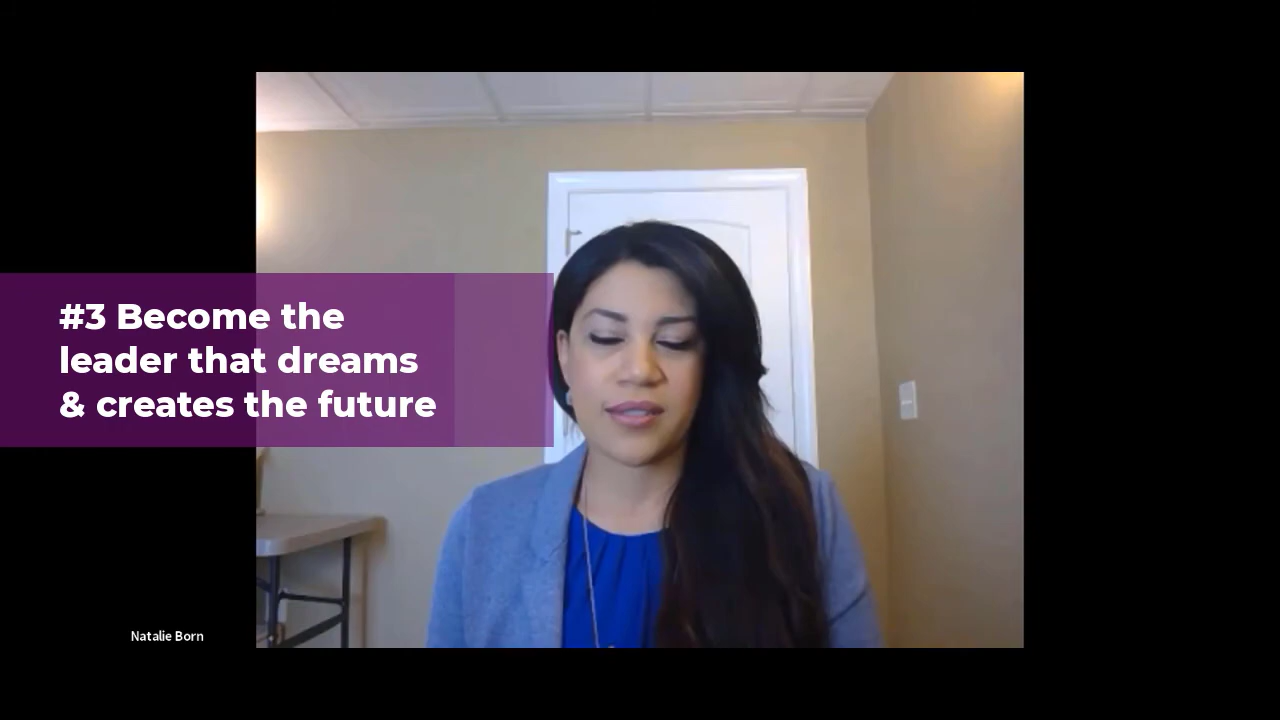 #3 Become the
leader that dreams
& creates the future
Natalie Born